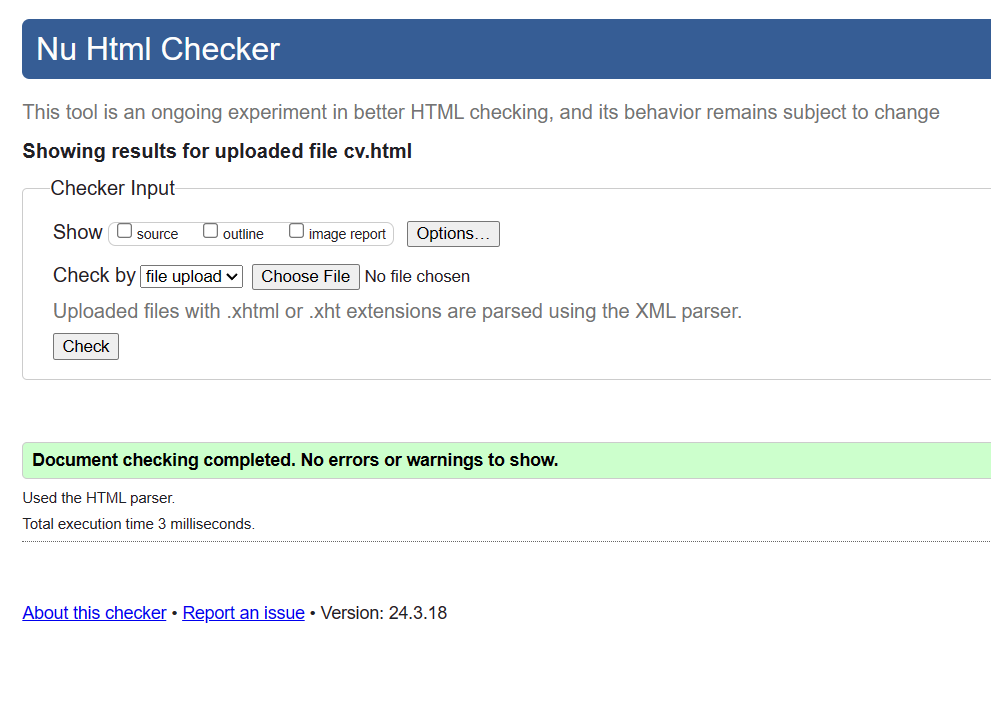 Nu Html Checker
This tool is an ongoing experiment in better HTML checking, and its behavior remains subject to change
Showing results for uploaded file cv.html
Checker Input
Show source outline image report Options...
Check by file upload Choose File No file chosen
Uploaded files with .xhtml or .xht extensions are parsed using the XML parser.
Check
Document checking completed. No errors or warnings to show.
Used the HTML parser.
Total execution time 3 milliseconds.
About this checker • Report an issue • Version: 24.3.18